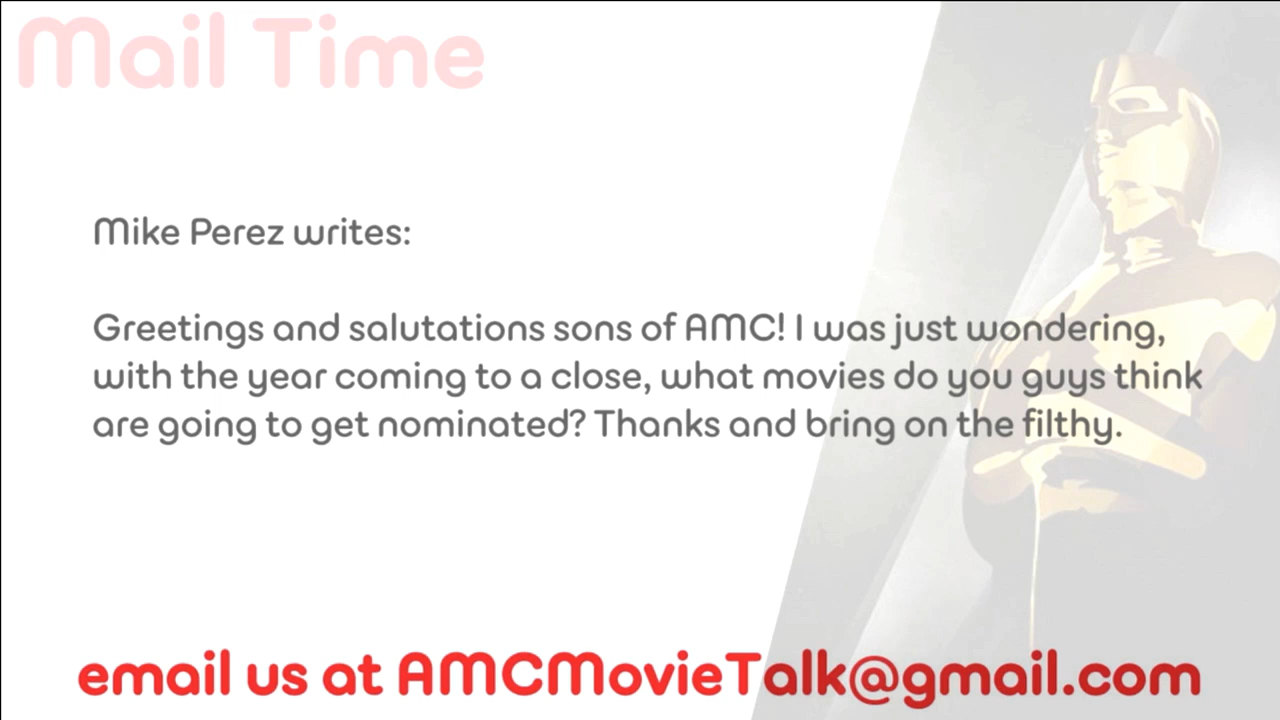 Mail Time
Mike Perez writes:
Greetings and salutations sons of AMC! I was just wondering,
with the year coming to a close, what movies do you guys think
are going to get nominated? Thanks and bring on the filthy.
email us at AMCMovieTalk@gmail.com